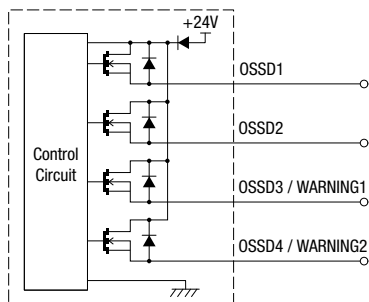 +24V
OSSD1
OSSD2
Control
Circuit
OSSD3 / WARNING1
OSSD4 / WARNING2